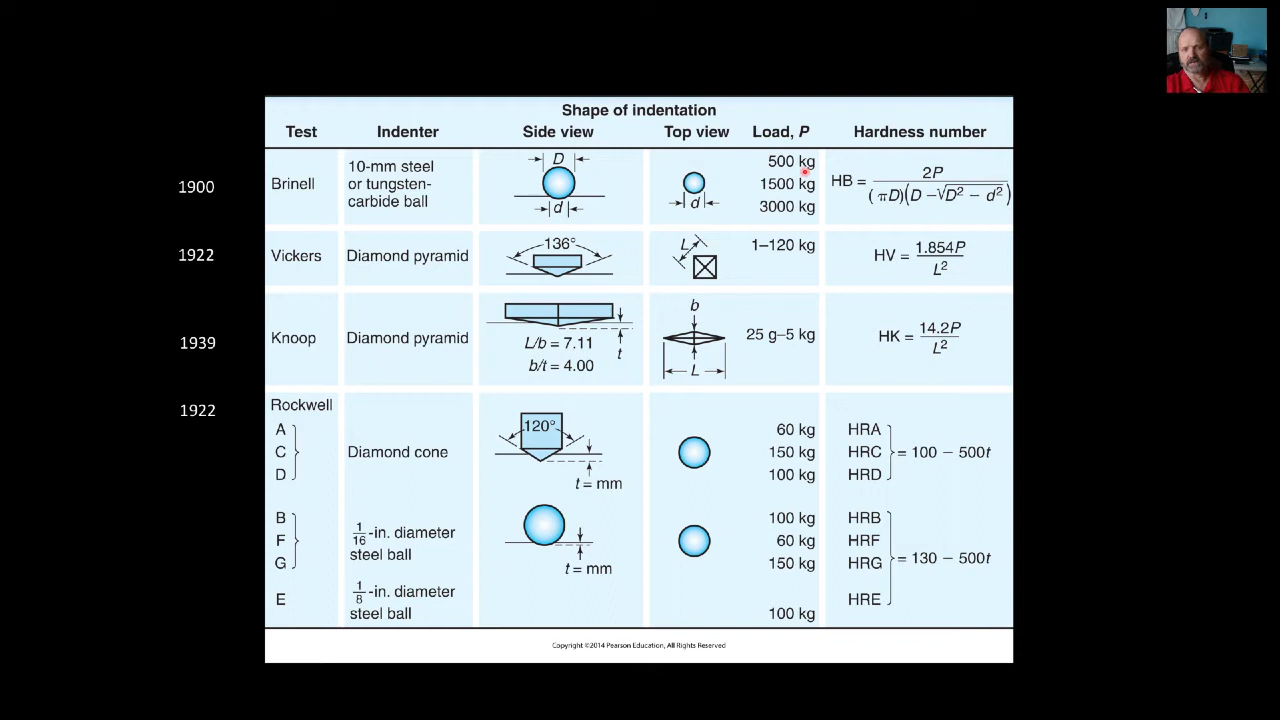 Shape of indentation
Test Indenter Side view Top view Load, P Hardness number
1900
Brinell
10-mm steel
or tungsten-
carbide ball
D
d
d
500 kg
1500 kg
3000 kg
HB = 2P / (πD)(D − √D² − d²)
1922
Vickers
Diamond pyramid
136°
L
1–120 kg
HV = 1.854P / L²
1939
Knoop
Diamond pyramid
t
L/b = 7.11
b/t = 4.00
b
L
25 g–5 kg
HK = 14.2P / L²
1922
Rockwell
A
C
D
Diamond cone
120°
t = mm
60 kg
150 kg
100 kg
HRA
HRC
HRD
= 100 − 500t
B
F
G
1/16-in. diameter
steel ball
t = mm
100 kg
60 kg
150 kg
HRB
HRF
HRG
= 130 − 500t
E
1/8-in. diameter
steel ball
100 kg
HRE
Copyright ©2014 Pearson Education, All Rights Reserved